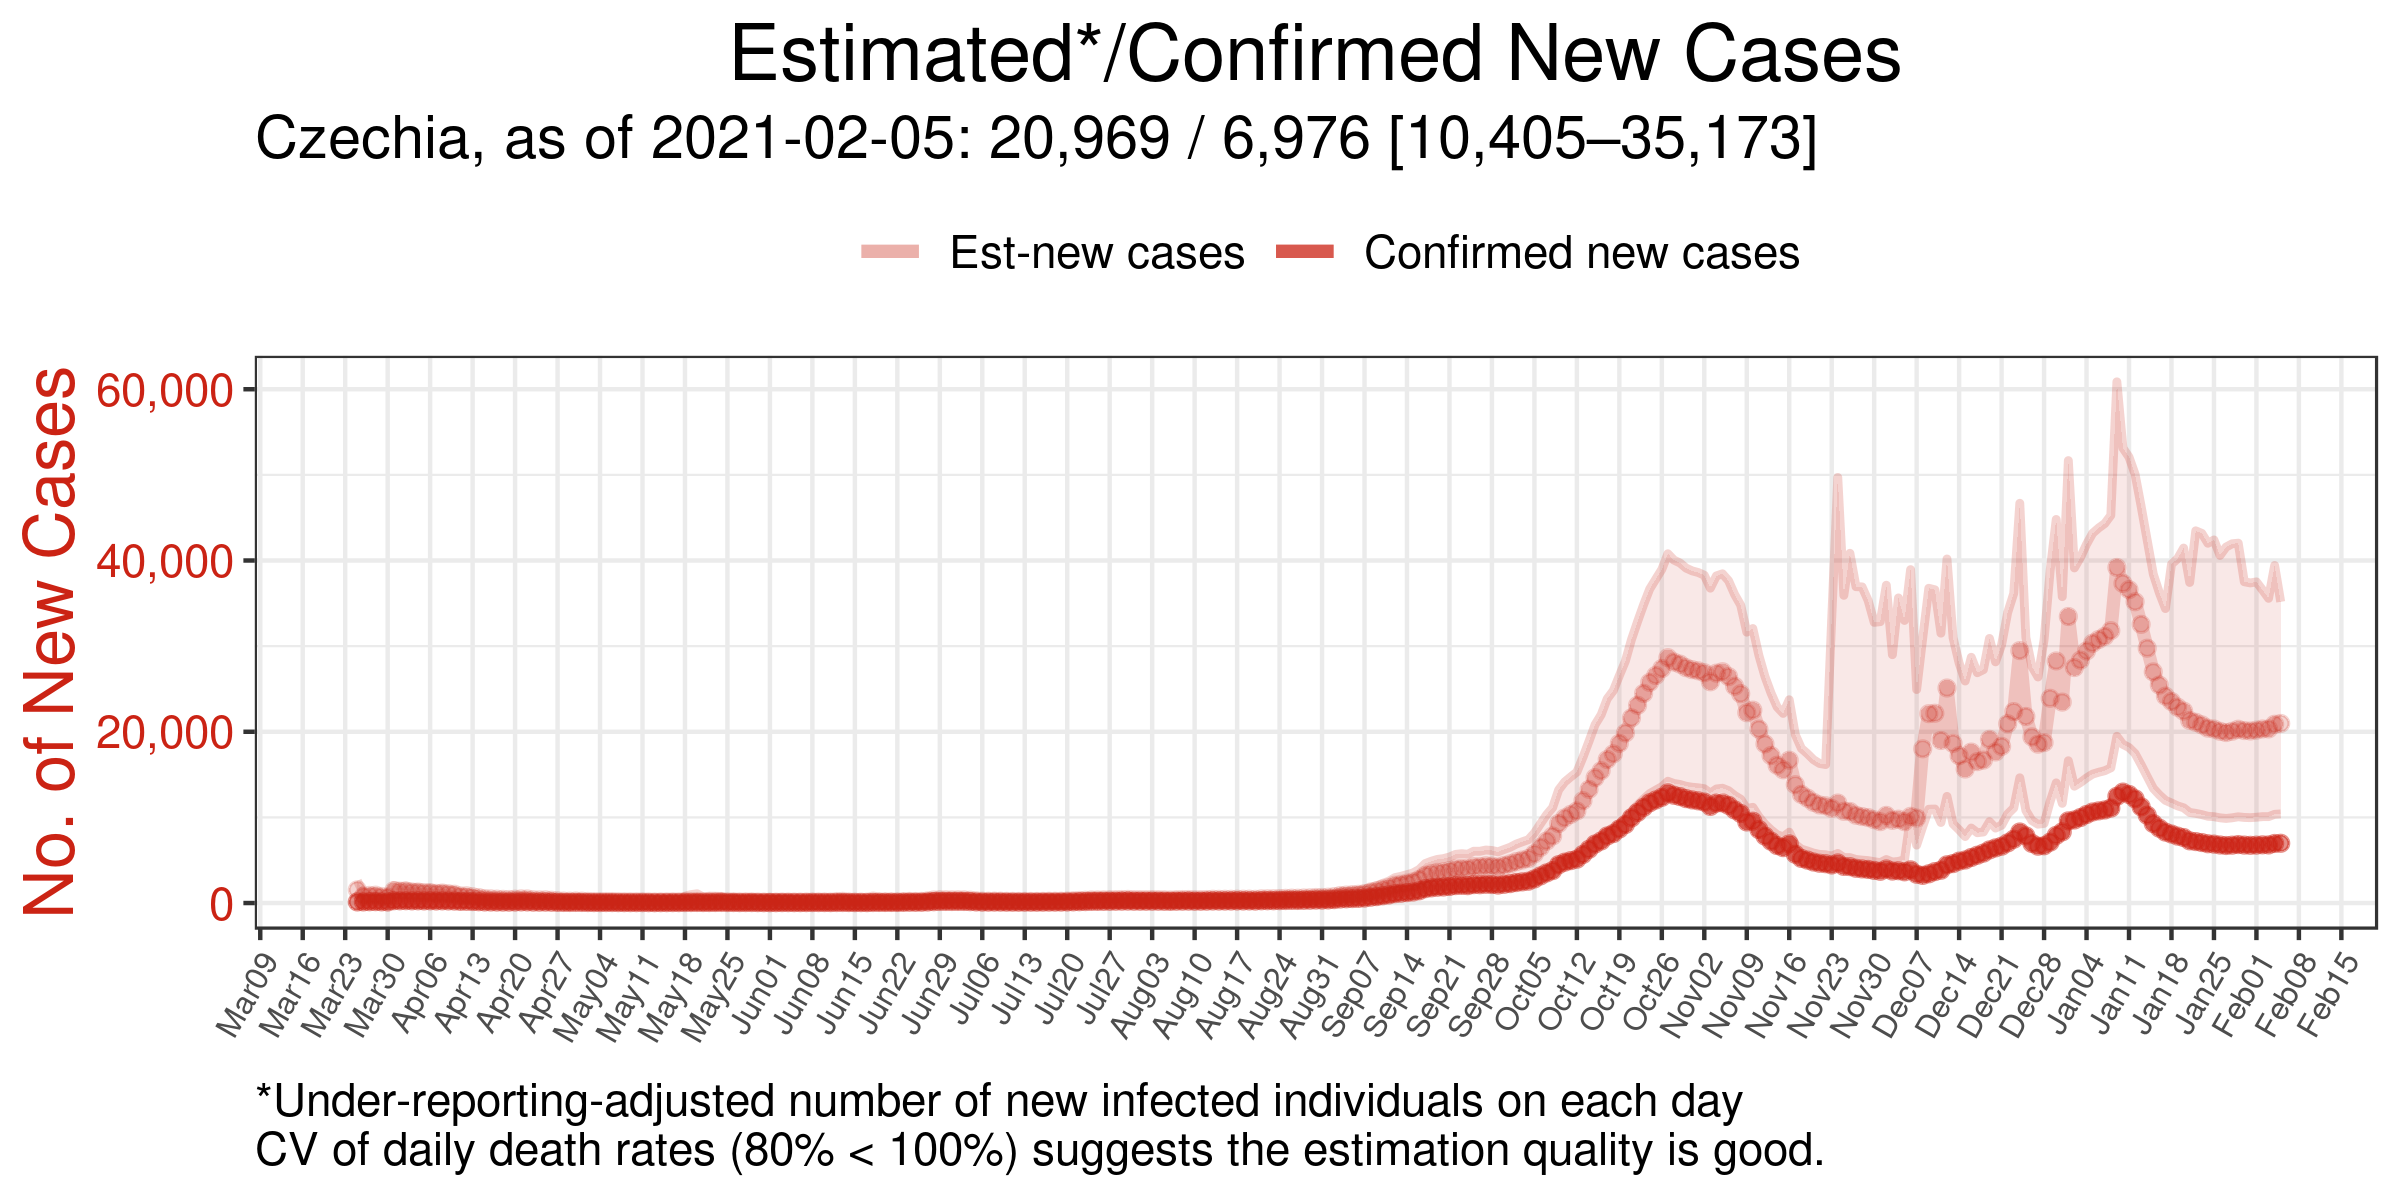 Estimated*/Confirmed New Cases
Czechia, as of 2021-02-05: 20,969 / 6,976 [10,405–35,173]
Est-new cases
Confirmed new cases
No. of New Cases
60,000
40,000
20,000
0
Mar09
Mar16
Mar23
Mar30
Apr06
Apr13
Apr20
Apr27
May04
May11
May18
May25
Jun01
Jun08
Jun15
Jun22
Jun29
Jul06
Jul13
Jul20
Jul27
Aug03
Aug10
Aug17
Aug24
Aug31
Sep07
Sep14
Sep21
Sep28
Oct05
Oct12
Oct19
Oct26
Nov02
Nov09
Nov16
Nov23
Nov30
Dec07
Dec14
Dec21
Dec28
Jan04
Jan11
Jan18
Jan25
Feb01
Feb08
Feb15
*Under-reporting-adjusted number of new infected individuals on each day
CV of daily death rates (80% < 100%) suggests the estimation quality is good.